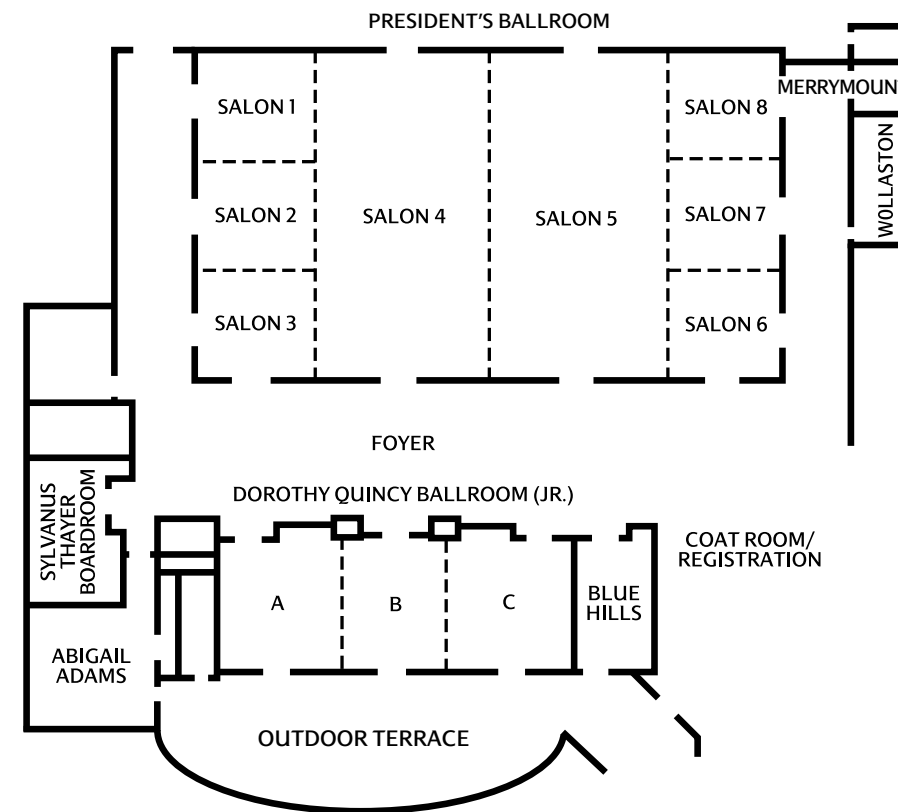 PRESIDENT'S BALLROOM
SALON 1
SALON 8
MERRYMOUNT
WOLLASTON
SALON 2
SALON 4
SALON 5
SALON 7
SALON 3
SALON 6
FOYER
DOROTHY QUINCY BALLROOM (JR.)
SYLVANUS
THAYER
BOARDROOM
COAT ROOM/
REGISTRATION
A
B
C
BLUE
HILLS
ABIGAIL
ADAMS
OUTDOOR TERRACE